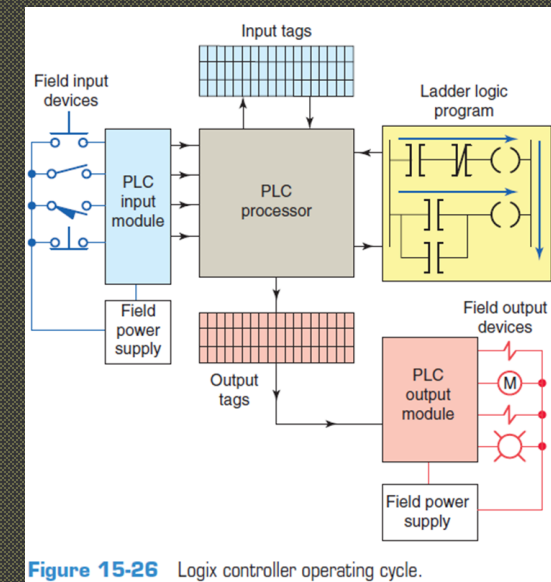 Input tags
Field input
devices
Ladder logic
program
PLC
input
module
PLC
processor
Field
power
supply
Output
tags
Field output
devices
PLC
output
module
M
Field power
supply
Figure 15-26 Logix controller operating cycle.